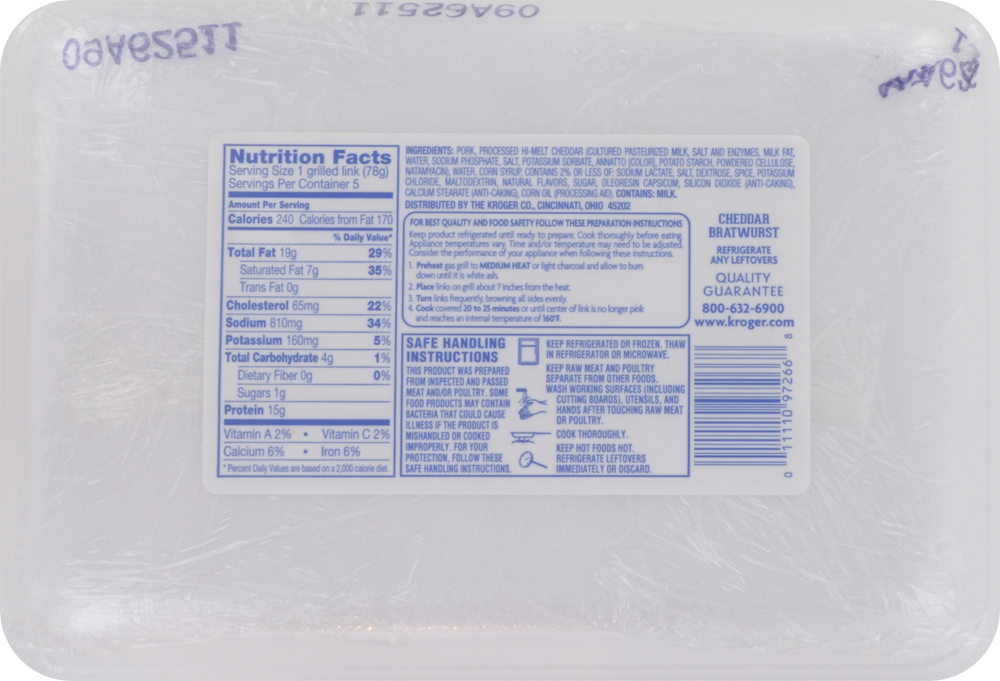 09A62511
09A62511
Nutrition Facts
Serving Size 1 grilled link (78g)
Servings Per Container 5
Amount Per Serving
Calories 240 Calories from Fat 170
% Daily Value*
Total Fat 19g 29%
Saturated Fat 7g 35%
Trans Fat 0g
Cholesterol 65mg 22%
Sodium 810mg 34%
Potassium 160mg 5%
Total Carbohydrate 4g 1%
Dietary Fiber 0g 0%
Sugars 1g
Protein 15g
Vitamin A 2% • Vitamin C 2%
Calcium 6% • Iron 6%
* Percent Daily Values are based on a 2,000 calorie diet.
INGREDIENTS: PORK, PROCESSED HI-MELT CHEDDAR (CULTURED PASTEURIZED MILK, SALT AND ENZYMES, MILK FAT,
WATER, SODIUM PHOSPHATE, SALT, POTASSIUM SORBATE, ANNATTO [COLOR], POTATO STARCH, POWDERED CELLULOSE,
NATAMYACIN), WATER, CORN SYRUP, CONTAINS 2% OR LESS OF: SODIUM LACTATE, SALT, DEXTROSE, SPICE, POTASSIUM
CHLORIDE, MALTODEXTRIN, NATURAL FLAVORS, SUGAR, OLEORESIN CAPSICUM, SILICON DIOXIDE (ANTI-CAKING),
CALCIUM STEARATE (ANTI-CAKING), CORN OIL (PROCESSING AID). CONTAINS: MILK.
DISTRIBUTED BY THE KROGER CO., CINCINNATI, OHIO 45202
FOR BEST QUALITY AND FOOD SAFETY FOLLOW THESE PREPARATION INSTRUCTIONS
Keep product refrigerated until ready to prepare. Cook thoroughly before eating.
Appliance temperatures vary. Time and/or temperature may need to be adjusted.
Consider the performance of your appliance when following these instructions.
1. Preheat gas grill to MEDIUM HEAT or light charcoal and allow to burn
down until it is white ash.
2. Place links on grill about 7 inches from the heat.
3. Turn links frequently, browning all sides evenly.
4. Cook covered 20 to 25 minutes or until center of link is no longer pink
and reaches an internal temperature of 160°F.
SAFE HANDLING
INSTRUCTIONS
THIS PRODUCT WAS PREPARED
FROM INSPECTED AND PASSED
MEAT AND/OR POULTRY. SOME
FOOD PRODUCTS MAY CONTAIN
BACTERIA THAT COULD CAUSE
ILLNESS IF THE PRODUCT IS
MISHANDLED OR COOKED
IMPROPERLY. FOR YOUR
PROTECTION, FOLLOW THESE
SAFE HANDLING INSTRUCTIONS.
KEEP REFRIGERATED OR FROZEN. THAW
IN REFRIGERATOR OR MICROWAVE.
KEEP RAW MEAT AND POULTRY
SEPARATE FROM OTHER FOODS.
WASH WORKING SURFACES (INCLUDING
CUTTING BOARDS), UTENSILS, AND
HANDS AFTER TOUCHING RAW MEAT
OR POULTRY.
COOK THOROUGHLY.
KEEP HOT FOODS HOT.
REFRIGERATE LEFTOVERS
IMMEDIATELY OR DISCARD.
CHEDDAR
BRATWURST
REFRIGERATE
ANY LEFTOVERS
QUALITY
GUARANTEE
800-632-6900
www.kroger.com
0 11110 97266 8